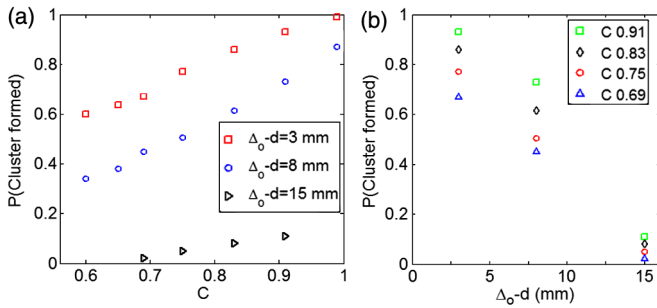 (a)
P(Cluster formed)
1
0.8
0.6
0.4
0.2
0
0.6 0.7 0.8 0.9 1
C
Δo-d=3 mm
Δo-d=8 mm
Δo-d=15 mm
(b)
P(Cluster formed)
1
0.8
0.6
0.4
0.2
0
0 5 10 15
Δo-d (mm)
C 0.91
C 0.83
C 0.75
C 0.69